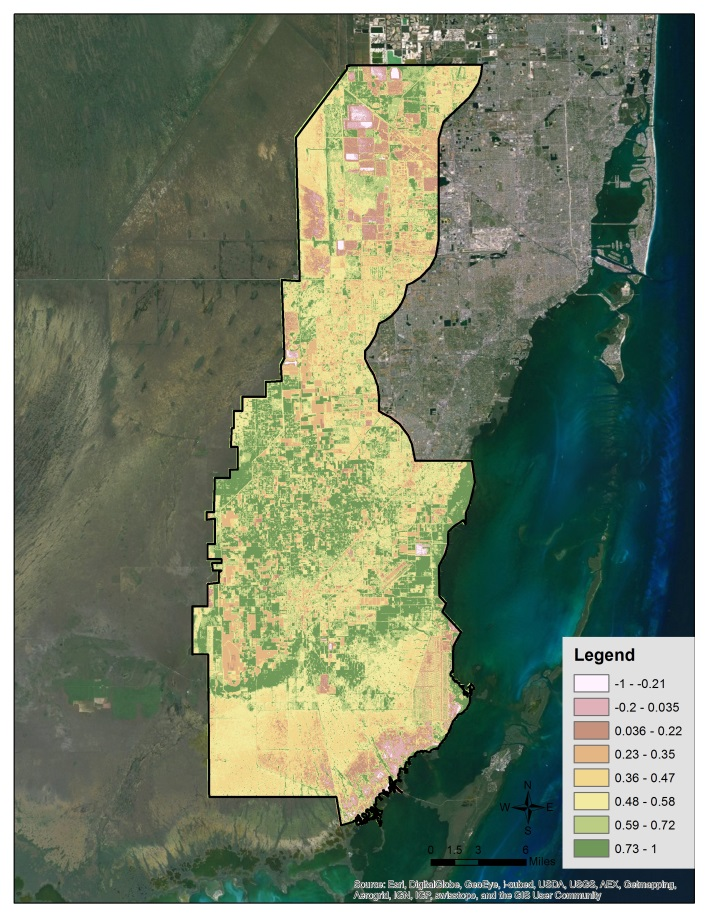 Legend
-1 - -0.21
-0.2 - 0.035
0.036 - 0.22
0.23 - 0.35
0.36 - 0.47
0.48 - 0.58
0.59 - 0.72
0.73 - 1
N
W E
S
0 1.5 3 6
Miles
Source: Esri, DigitalGlobe, GeoEye, i-cubed, USDA, USGS, AEX, Getmapping,
Aerogrid, IGN, IGP, swisstopo, and the GIS User Community